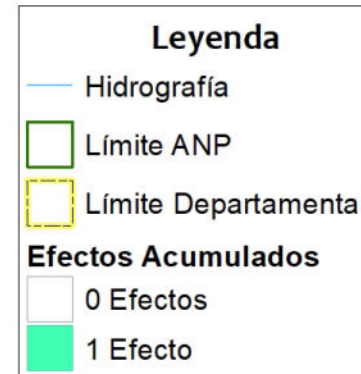 Leyenda
Hidrografía
Límite ANP
Límite Departamenta
Efectos Acumulados
0 Efectos
1 Efecto